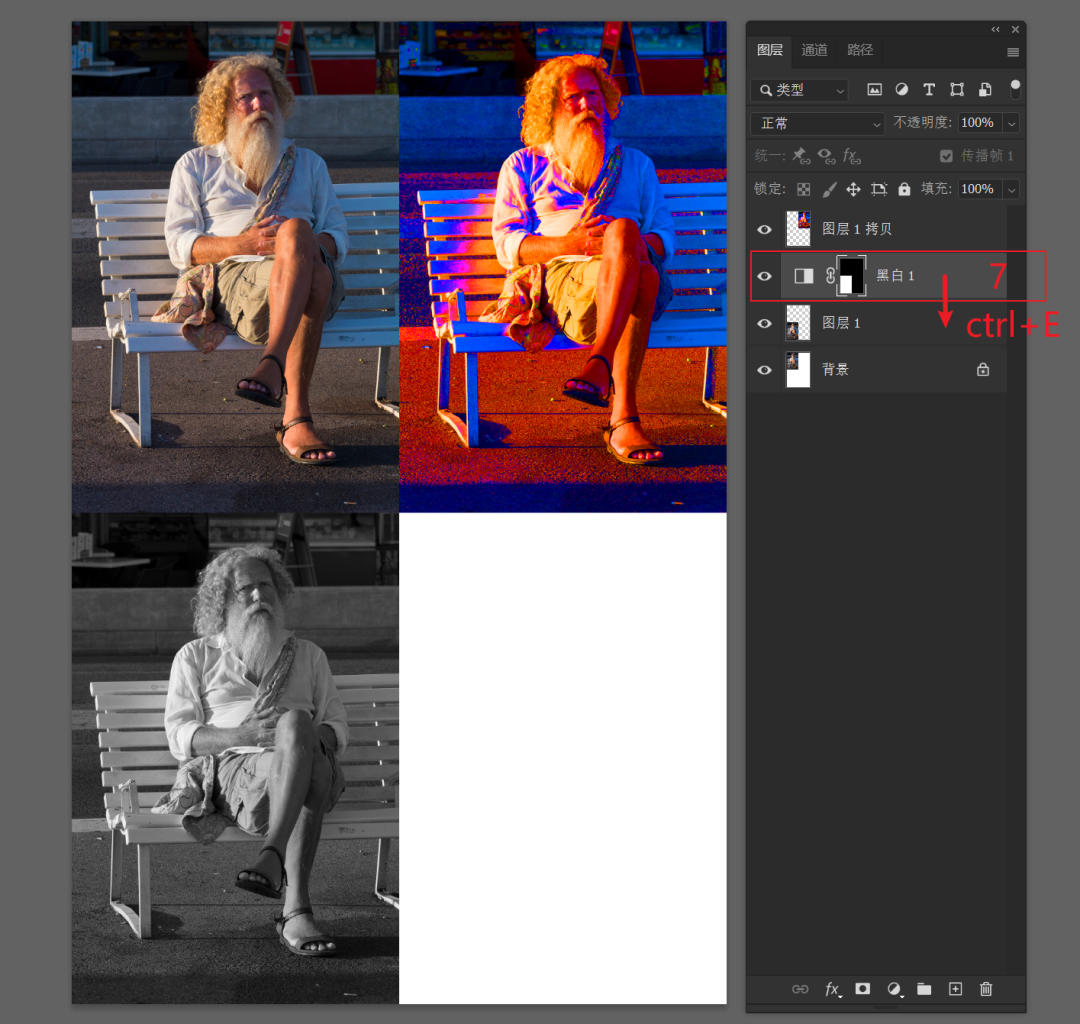 图层 通道 路径
类型
正常 不透明度: 100%
统一: 传播帧 1
锁定: 填充: 100%
图层 1 拷贝
黑白 1 7
ctrl+E
图层 1
背景
fx